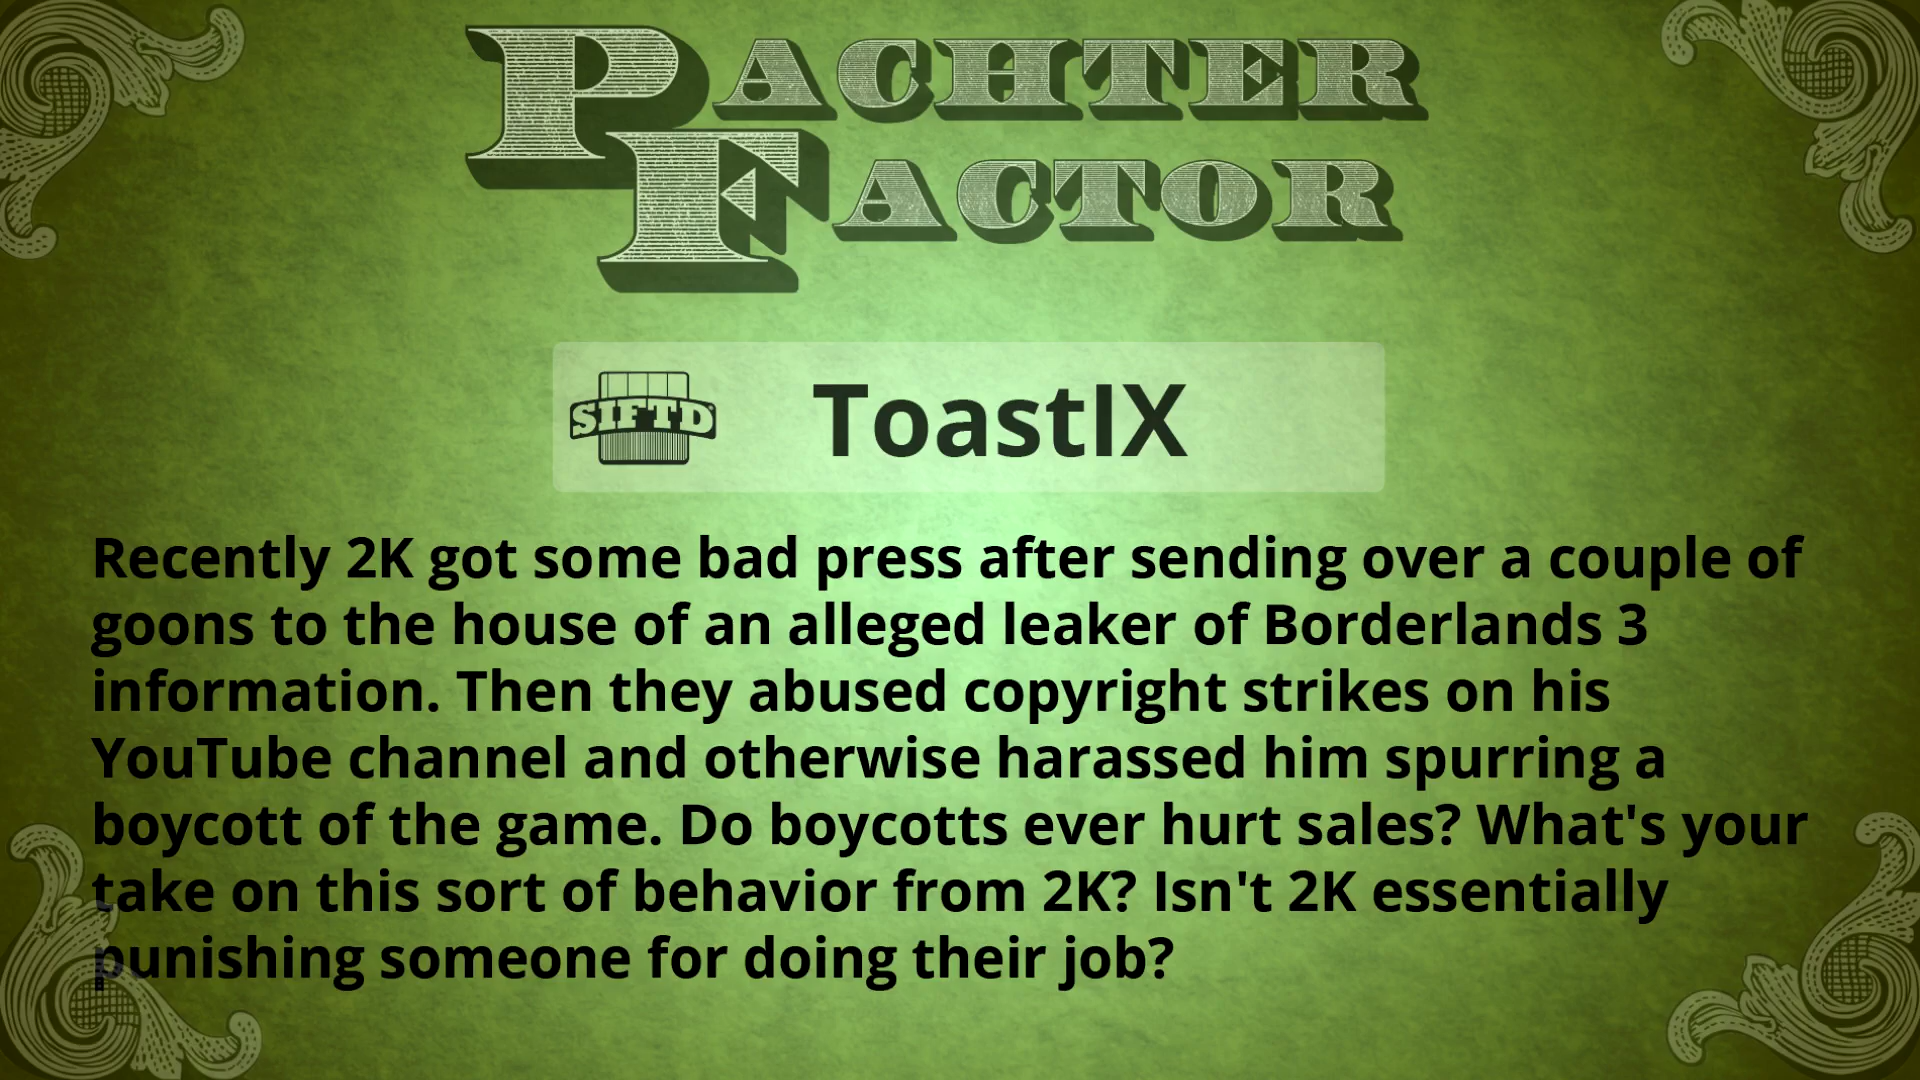 PACHTER
FACTOR
SIFTD
ToastIX
Recently 2K got some bad press after sending over a couple of
goons to the house of an alleged leaker of Borderlands 3
information. Then they abused copyright strikes on his
YouTube channel and otherwise harassed him spurring a
boycott of the game. Do boycotts ever hurt sales? What's your
take on this sort of behavior from 2K? Isn't 2K essentially
punishing someone for doing their job?